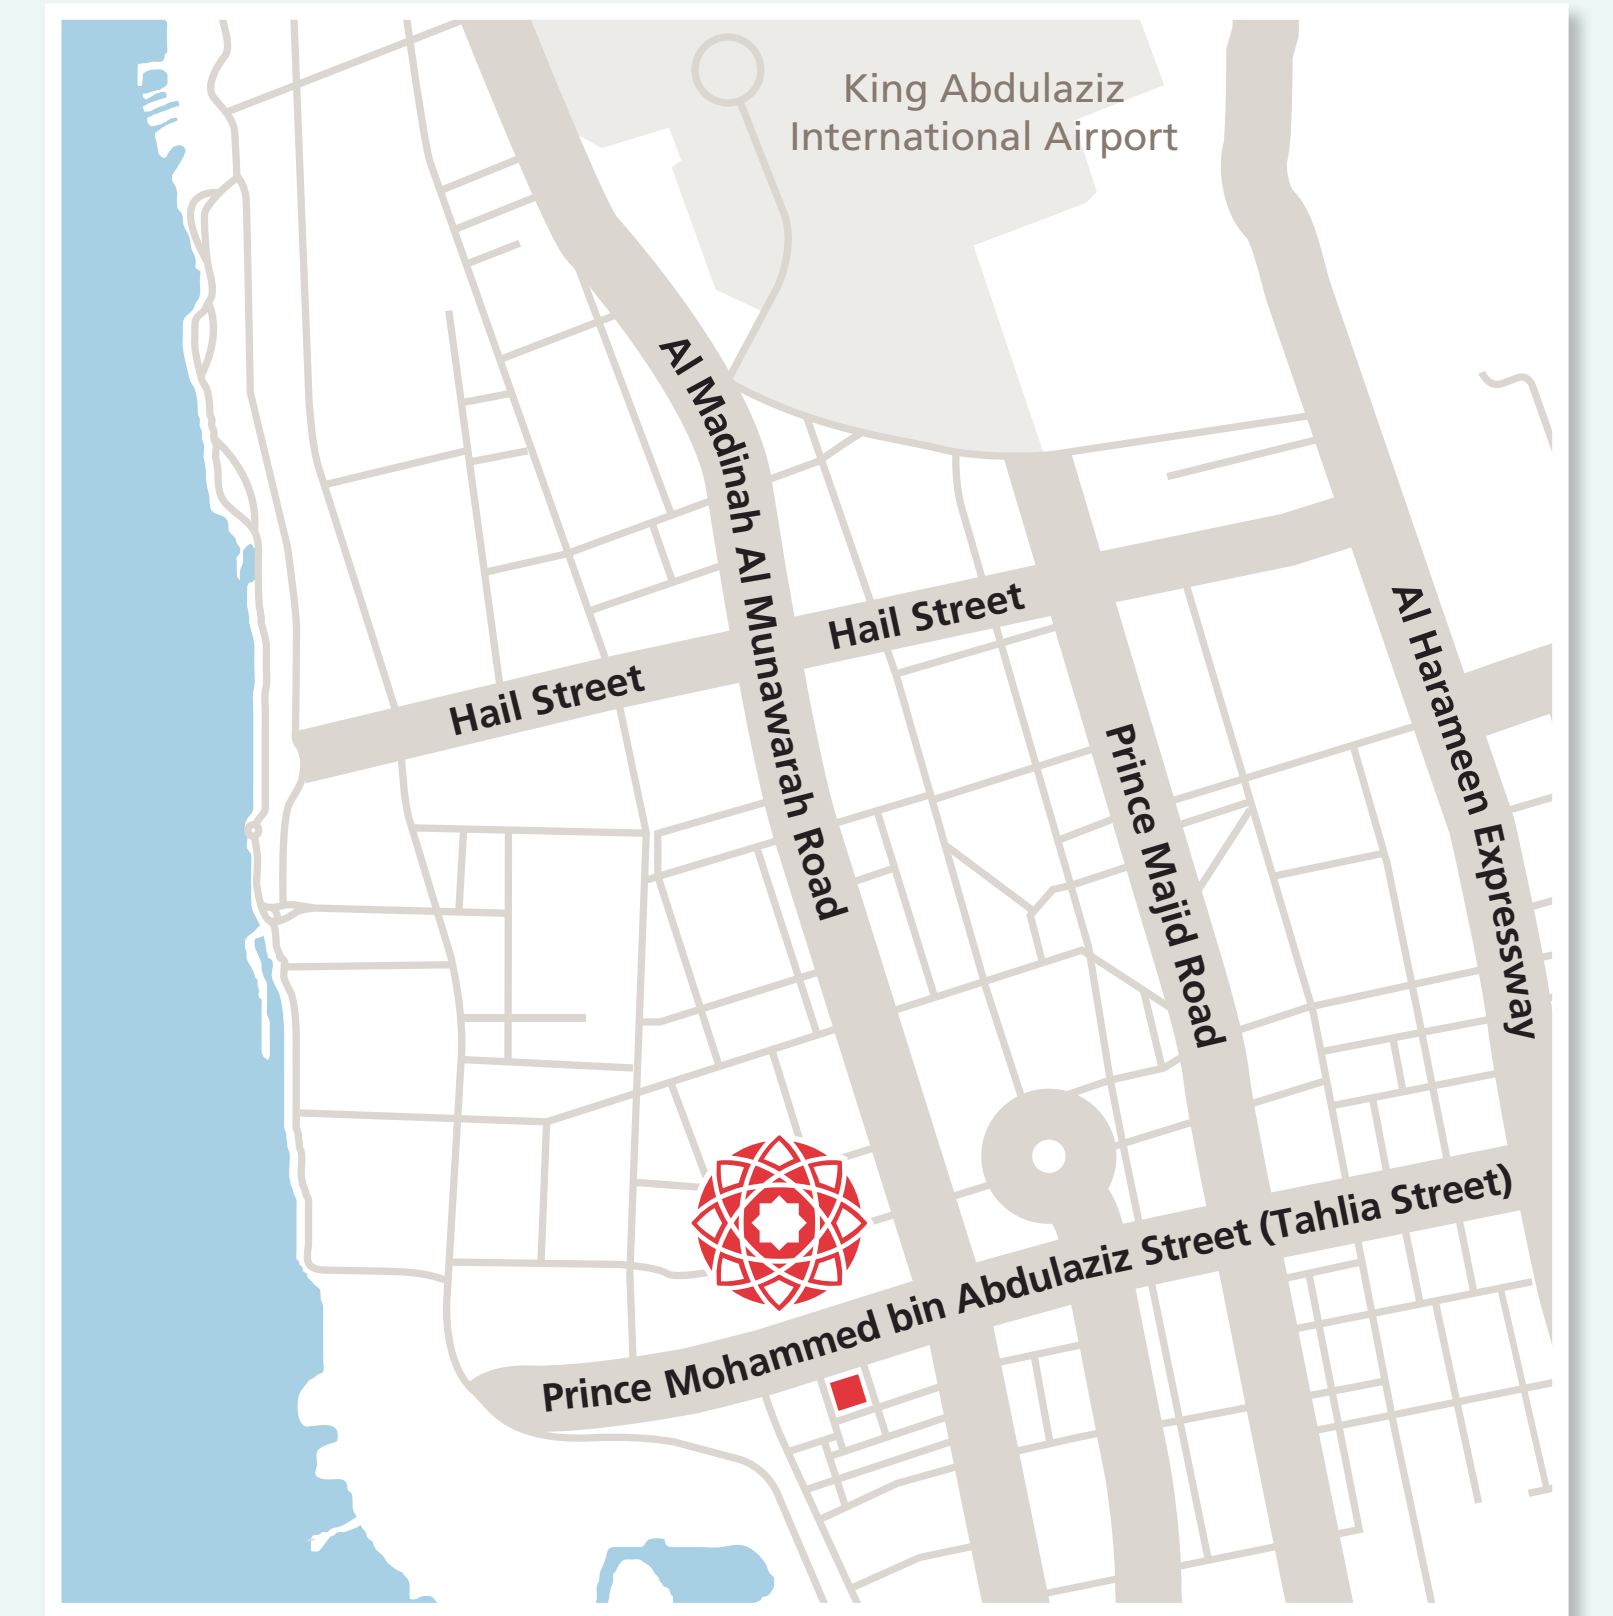 King Abdulaziz
International Airport
Al Madinah Al Munawarah Road
Hail Street
Hail Street
Al Harameen Expressway
Prince Majid Road
Prince Mohammed bin Abdulaziz Street (Tahlia Street)